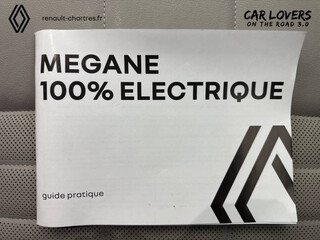 renault-chartres.fr
CAR LOVERS
ON THE ROAD 3.0
MEGANE
100% ELECTRIQUE
guide pratique